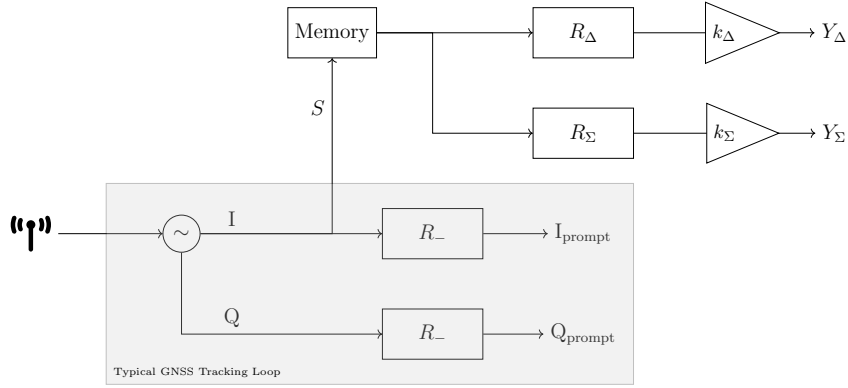 Memory
R_Δ
k_Δ
Y_Δ
S
R_Σ
k_Σ
Y_Σ
~
I
R_−
I_prompt
Q
R_−
Q_prompt
Typical GNSS Tracking Loop